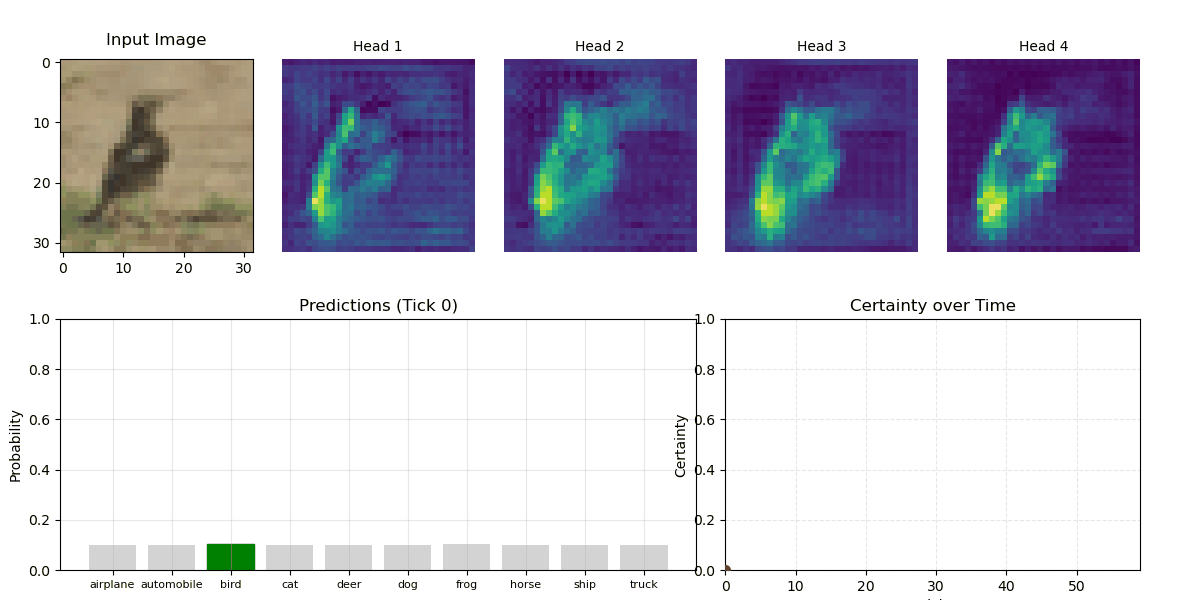 Input Image
Head 1
Head 2
Head 3
Head 4
0
10
20
30
0 10 20 30
Predictions (Tick 0)
Certainty over Time
Probability
1.0
0.8
0.6
0.4
0.2
0.0
airplane automobile bird cat deer dog frog horse ship truck
Certainty
1.0
0.8
0.6
0.4
0.2
0.0
0 10 20 30 40 50